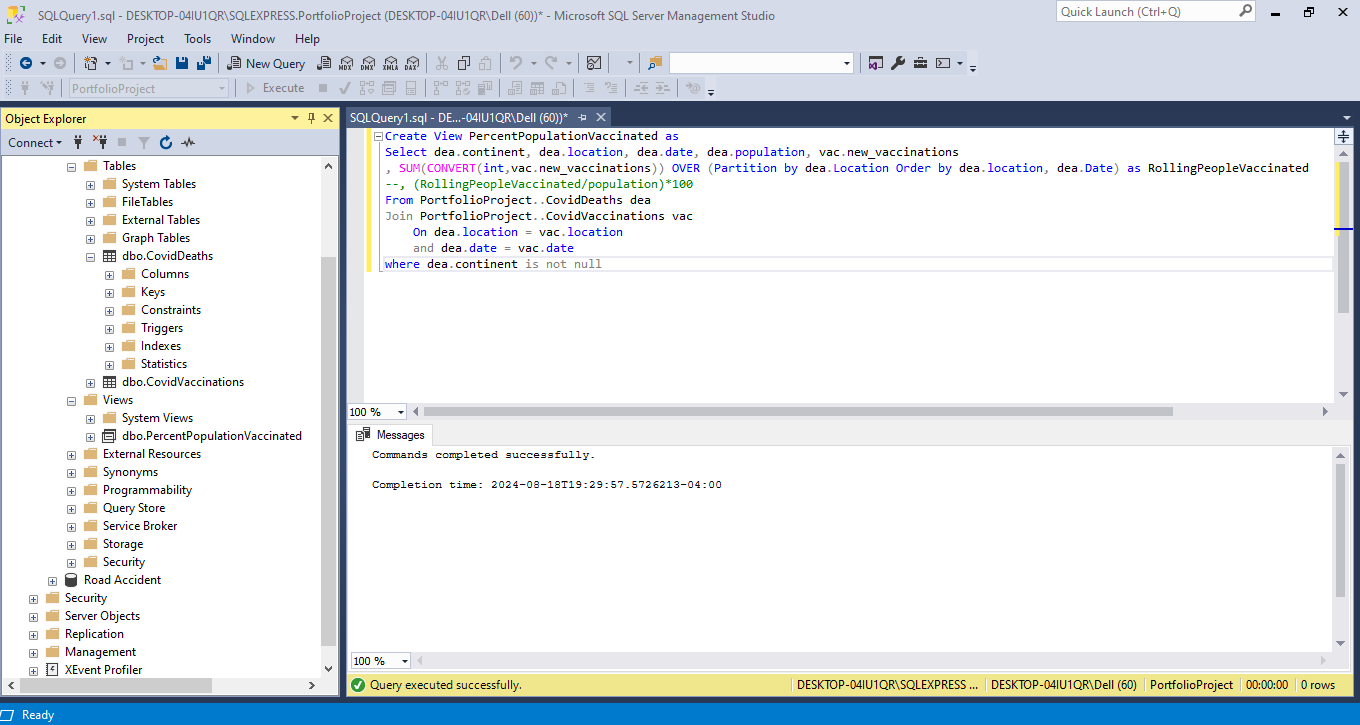 SQLQuery1.sql - DESKTOP-04IU1QR\SQLEXPRESS.PortfolioProject (DESKTOP-04IU1QR\Dell (60))* - Microsoft SQL Server Management Studio
Quick Launch (Ctrl+Q)
File Edit View Project Tools Window Help
New Query MDX DMX XMLA DAX
PortfolioProject Execute
Object Explorer
Connect
Tables
System Tables
FileTables
External Tables
Graph Tables
dbo.CovidDeaths
Columns
Keys
Constraints
Triggers
Indexes
Statistics
dbo.CovidVaccinations
Views
System Views
dbo.PercentPopulationVaccinated
External Resources
Synonyms
Programmability
Query Store
Service Broker
Storage
Security
Road Accident
Security
Server Objects
Replication
Management
XEvent Profiler
SQLQuery1.sql - DE...-04IU1QR\Dell (60))*
Create View PercentPopulationVaccinated as
Select dea.continent, dea.location, dea.date, dea.population, vac.new_vaccinations
, SUM(CONVERT(int,vac.new_vaccinations)) OVER (Partition by dea.Location Order by dea.location, dea.Date) as RollingPeopleVaccinated
--, (RollingPeopleVaccinated/population)*100
From PortfolioProject..CovidDeaths dea
Join PortfolioProject..CovidVaccinations vac
On dea.location = vac.location
and dea.date = vac.date
where dea.continent is not null
100 %
Messages
Commands completed successfully.
Completion time: 2024-08-18T19:29:57.5726213-04:00
100 %
Query executed successfully. DESKTOP-04IU1QR\SQLEXPRESS ... DESKTOP-04IU1QR\Dell (60) PortfolioProject 00:00:00 0 rows
Ready